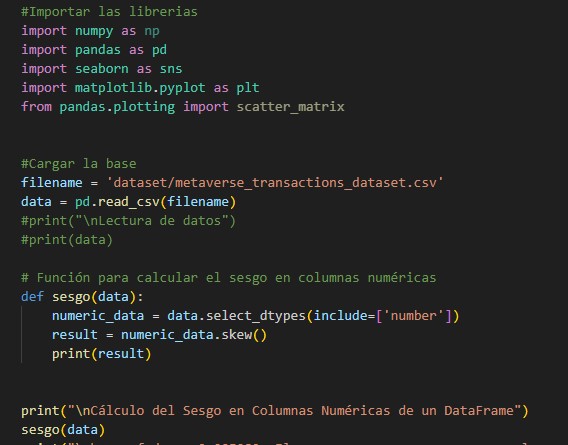 #Importar las librerias
import numpy as np
import pandas as pd
import seaborn as sns
import matplotlib.pyplot as plt
from pandas.plotting import scatter_matrix
#Cargar la base
filename = 'dataset/metaverse_transactions_dataset.csv'
data = pd.read_csv(filename)
#print("\nLectura de datos")
#print(data)
# Función para calcular el sesgo en columnas numéricas
def sesgo(data):
    numeric_data = data.select_dtypes(include=['number'])
    result = numeric_data.skew()
    print(result)
print("\nCálculo del Sesgo en Columnas Numéricas de un DataFrame")
sesgo(data)